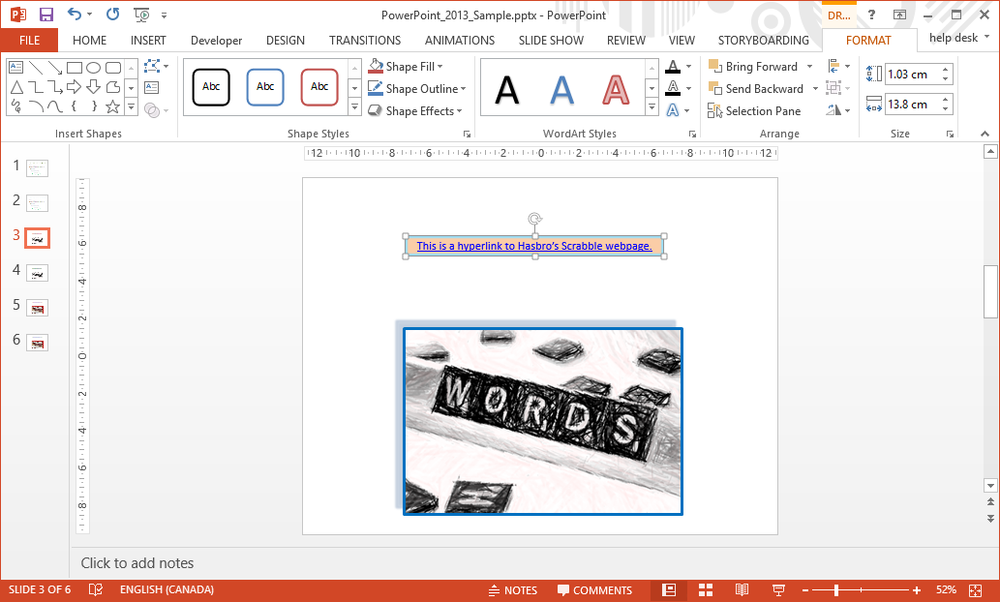 PowerPoint_2013_Sample.pptx - PowerPoint
DR... ?
FILE HOME INSERT Developer DESIGN TRANSITIONS ANIMATIONS SLIDE SHOW REVIEW VIEW STORYBOARDING FORMAT help desk
Abc Abc Abc
Shape Fill
Shape Outline
Shape Effects
A A A
A
A
A
Bring Forward
Send Backward
Selection Pane
1.03 cm
13.8 cm
Insert Shapes Shape Styles WordArt Styles Arrange Size
12 10 8 6 4 2 0 2 4 6 8 10 12
8
6
4
2
0
2
4
6
8
1
2
3
4
5
6
This is a hyperlink to Hasbro’s Scrabble webpage.
WORDS
Click to add notes
SLIDE 3 OF 6 ENGLISH (CANADA) NOTES COMMENTS 52%